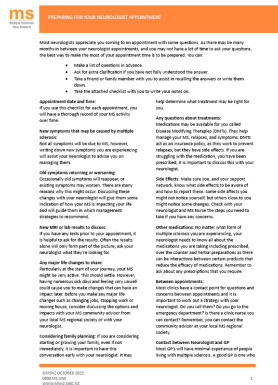 ms
Multiple Sclerosis
New Zealand
PREPARING FOR YOUR NEUROLOGIST APPOINTMENT
Most neurologists appreciate you coming to an appointment with some questions. As there may be many
months in between your neurologist appointments, and you may not have a lot of time to ask your questions,
the best way to make the most of your appointment time is to be prepared. You can:
• Make a list of questions in advance.
• Ask for extra clarification if you have not fully understood the answer.
• Take a friend or family member with you to assist in recalling the answers or write them
down.
• Take the attached checklist with you to write your notes on.
Appointment date and time:
If you use this checklist for each appointment, you
will have a thorough record of your MS activity
over time.
New symptoms that may be caused by multiple
sclerosis:
Not all symptoms will be due to MS, however,
writing down new symptoms you are experiencing
will assist your neurologist to advise you on
managing them.
Old symptoms returning or worsening:
Occasionally old symptoms will reappear, or
existing symptoms may worsen. There are many
reasons why this might occur. Discussing these
changes with your neurologist will give them some
indication of how your MS is impacting your life
and will guide them in which management
strategies to recommend.
New MRI or lab results to discuss:
If you have any tests prior to your appointment, it
is helpful to ask for the results. Often the results
alone will only form part of the picture, so ask your
neurologist what they're looking for.
Any major life change to share:
Particularly at the start of your journey, your MS
might be very active. This should settle. However,
having numerous sick days and feeling very unwell
could cause you to make changes that can have an
impact later. Before you make any major life
changes such as changing jobs, stopping work or
moving house, consider discussing the options and
impacts with your MS community advisor from
your local MS regional society or with your
neurologist.
Considering family planning: If you are considering
starting or growing your family, even if not
immediately, it is important to have this
conversation early with your neurologist. It may
help determine what treatment may be right for
you.
Any questions about treatments:
Medications may be available for you called
Disease Modifying Therapies (DMTs). They help
manage your MS, relapses, and symptoms. DMTs
act as an insurance policy, as they work to prevent
relapses, but they have side effects. If you are
struggling with the medication, you have been
prescribed, it is important to discuss this with your
neurologist.
Side Effects: Make sure you, and your support
network, know what side effects to be aware of
and how to report them. Some side effects you
might not notice yourself, but others close to you
might notice some changes. Check with your
neurologist and MS Nurse the steps you need to
take if you have any concerns.
Other medications: No matter what form of
multiple sclerosis you are experiencing, your
neurologist needs to know all about the
medications you are taking including prescribed,
over the counter and herbal preparations as there
can be interactions between certain products that
reduce the efficacy of medications. Remember to
ask about any prescriptions that you require.
Between appointments:
Most clinics have a contact point for questions and
concerns between appointments and it is
important to work out a strategy with your
neurologist. Do you call them? Do you go to the
emergency department? Is there a clinic nurse you
can contact? Remember, you can contact the
community advisor at your local MS regional
society
Contact between Neurologist and GP
Most GPs will have minimal experience of people
living with multiple sclerosis. A good GP is one who
©MSNZ OCTOBER 2023
0800 MS LINE
WWW.MSNZ.ORG.NZ
1